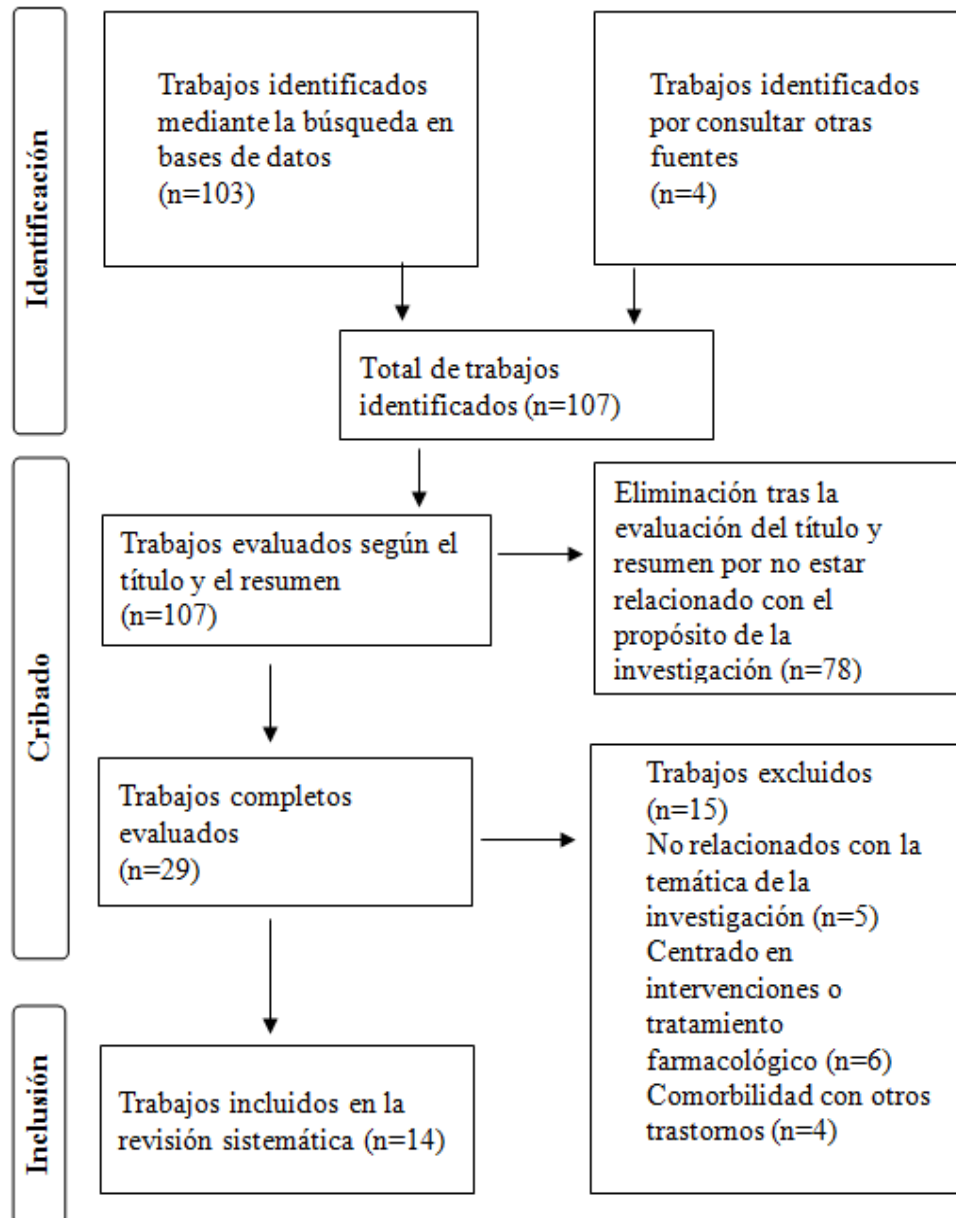 Identificación
Trabajos identificados
mediante la búsqueda en
bases de datos
(n=103)
Trabajos identificados
por consultar otras
fuentes
(n=4)
Total de trabajos
identificados (n=107)
Cribado
Trabajos evaluados según el
título y el resumen
(n=107)
Eliminación tras la
evaluación del título y
resumen por no estar
relacionado con el
propósito de la
investigación (n=78)
Trabajos completos
evaluados
(n=29)
Trabajos excluidos
(n=15)
No relacionados con la
temática de la
investigación (n=5)
Centrado en
intervenciones o
tratamiento
farmacológico (n=6)
Comorbilidad con otros
trastornos (n=4)
Inclusión
Trabajos incluidos en la
revisión sistemática (n=14)